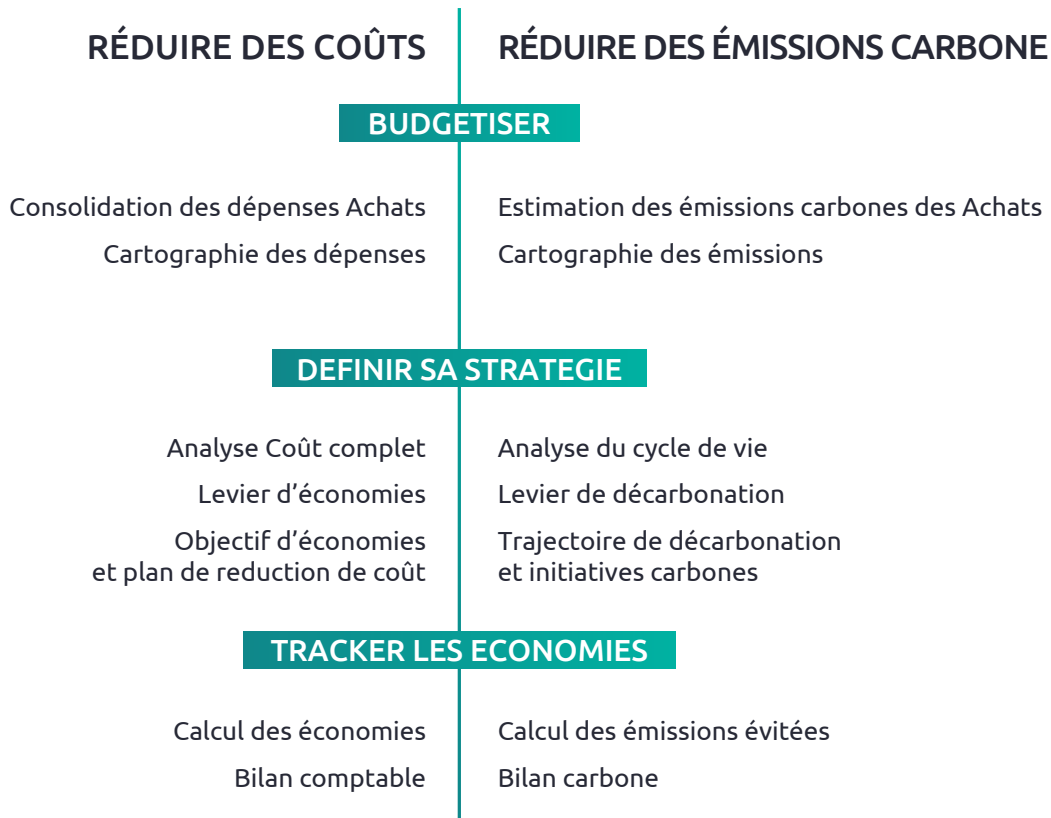 RÉDUIRE DES COÛTS
RÉDUIRE DES ÉMISSIONS CARBONE
BUDGETISER
Consolidation des dépenses Achats
Estimation des émissions carbones des Achats
Cartographie des dépenses
Cartographie des émissions
DEFINIR SA STRATEGIE
Analyse Coût complet
Analyse du cycle de vie
Levier d’économies
Levier de décarbonation
Objectif d’économies
et plan de reduction de coût
Trajectoire de décarbonation
et initiatives carbones
TRACKER LES ECONOMIES
Calcul des économies
Calcul des émissions évitées
Bilan comptable
Bilan carbone